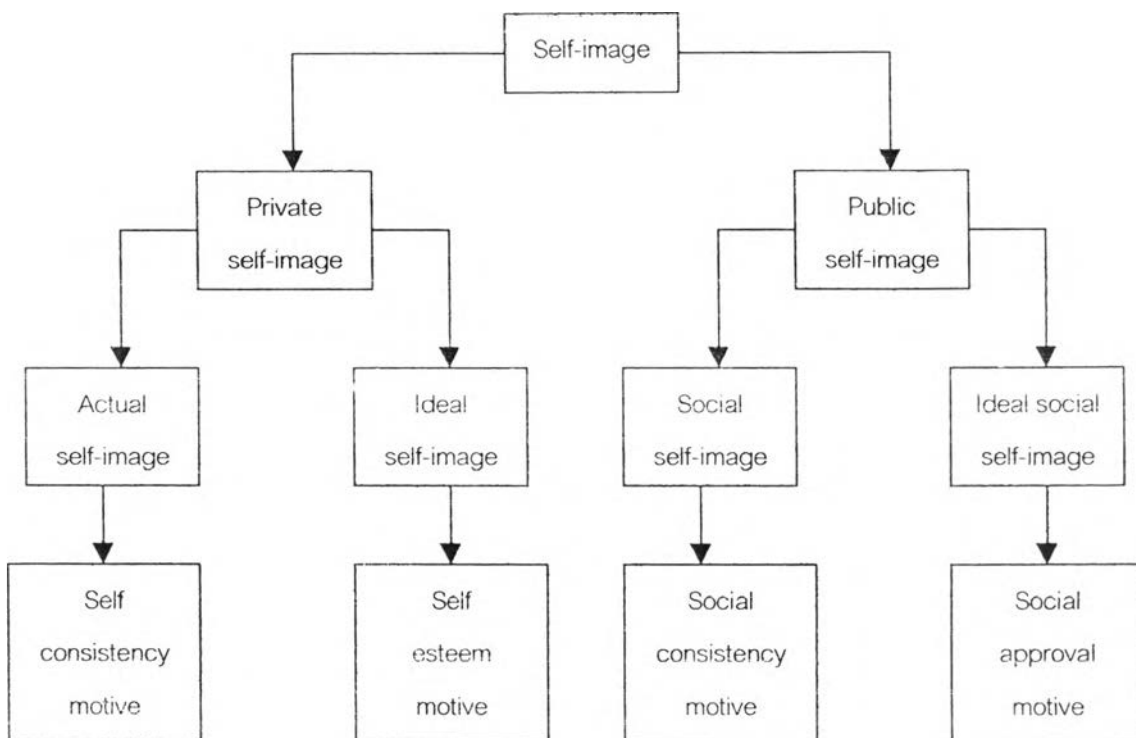 Self-image
Private
self-image
Public
self-image
Actual
self-image
Ideal
self-image
Social
self-image
Ideal social
self-image
Self
consistency
motive
Self
esteem
motive
Social
consistency
motive
Social
approval
motive